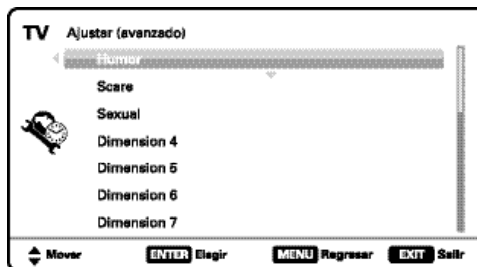 TV Ajustar (avanzado)
Humor
Scare
Sexual
Dimension 4
Dimension 5
Dimension 6
Dimension 7
Mover ENTER Elegir MENU Regresar EXIT Salir